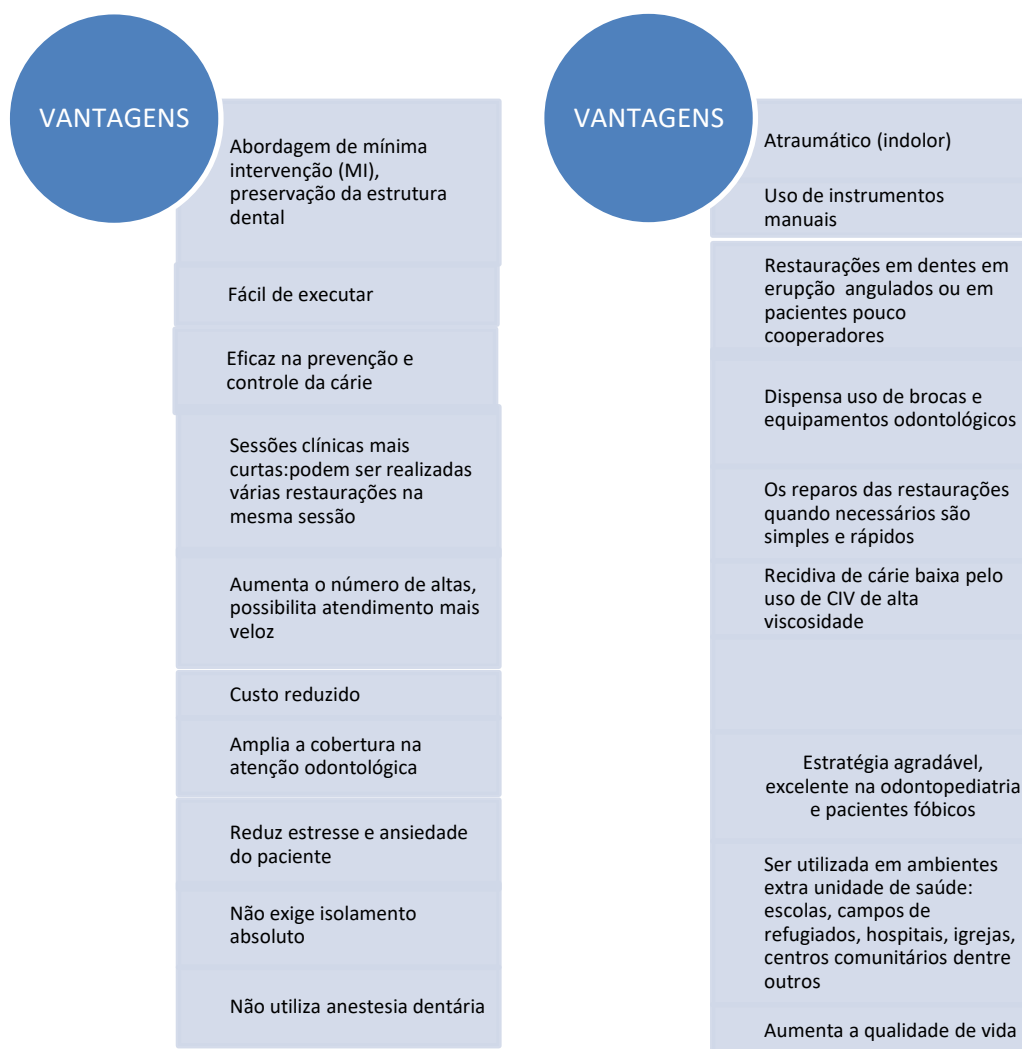 VANTAGENS
Abordagem de mínima
intervenção (MI),
preservação da estrutura
dental
Fácil de executar
Eficaz na prevenção e
controle da cárie
Sessões clínicas mais
curtas:podem ser realizadas
várias restaurações na
mesma sessão
Aumenta o número de altas,
possibilita atendimento mais
veloz
Custo reduzido
Amplia a cobertura na
atenção odontológica
Reduz estresse e ansiedade
do paciente
Não exige isolamento
absoluto
Não utiliza anestesia dentária
VANTAGENS
Atraumático (indolor)
Uso de instrumentos
manuais
Restaurações em dentes em
erupção  angulados ou em
pacientes pouco
cooperadores
Dispensa uso de brocas e
equipamentos odontológicos
Os reparos das restaurações
quando necessários são
simples e rápidos
Recidiva de cárie baixa pelo
uso de CIV de alta
viscosidade
Estratégia agradável,
excelente na odontopediatria
e pacientes fóbicos
Ser utilizada em ambientes
extra unidade de saúde:
escolas, campos de
refugiados, hospitais, igrejas,
centros comunitários dentre
outros
Aumenta a qualidade de vida